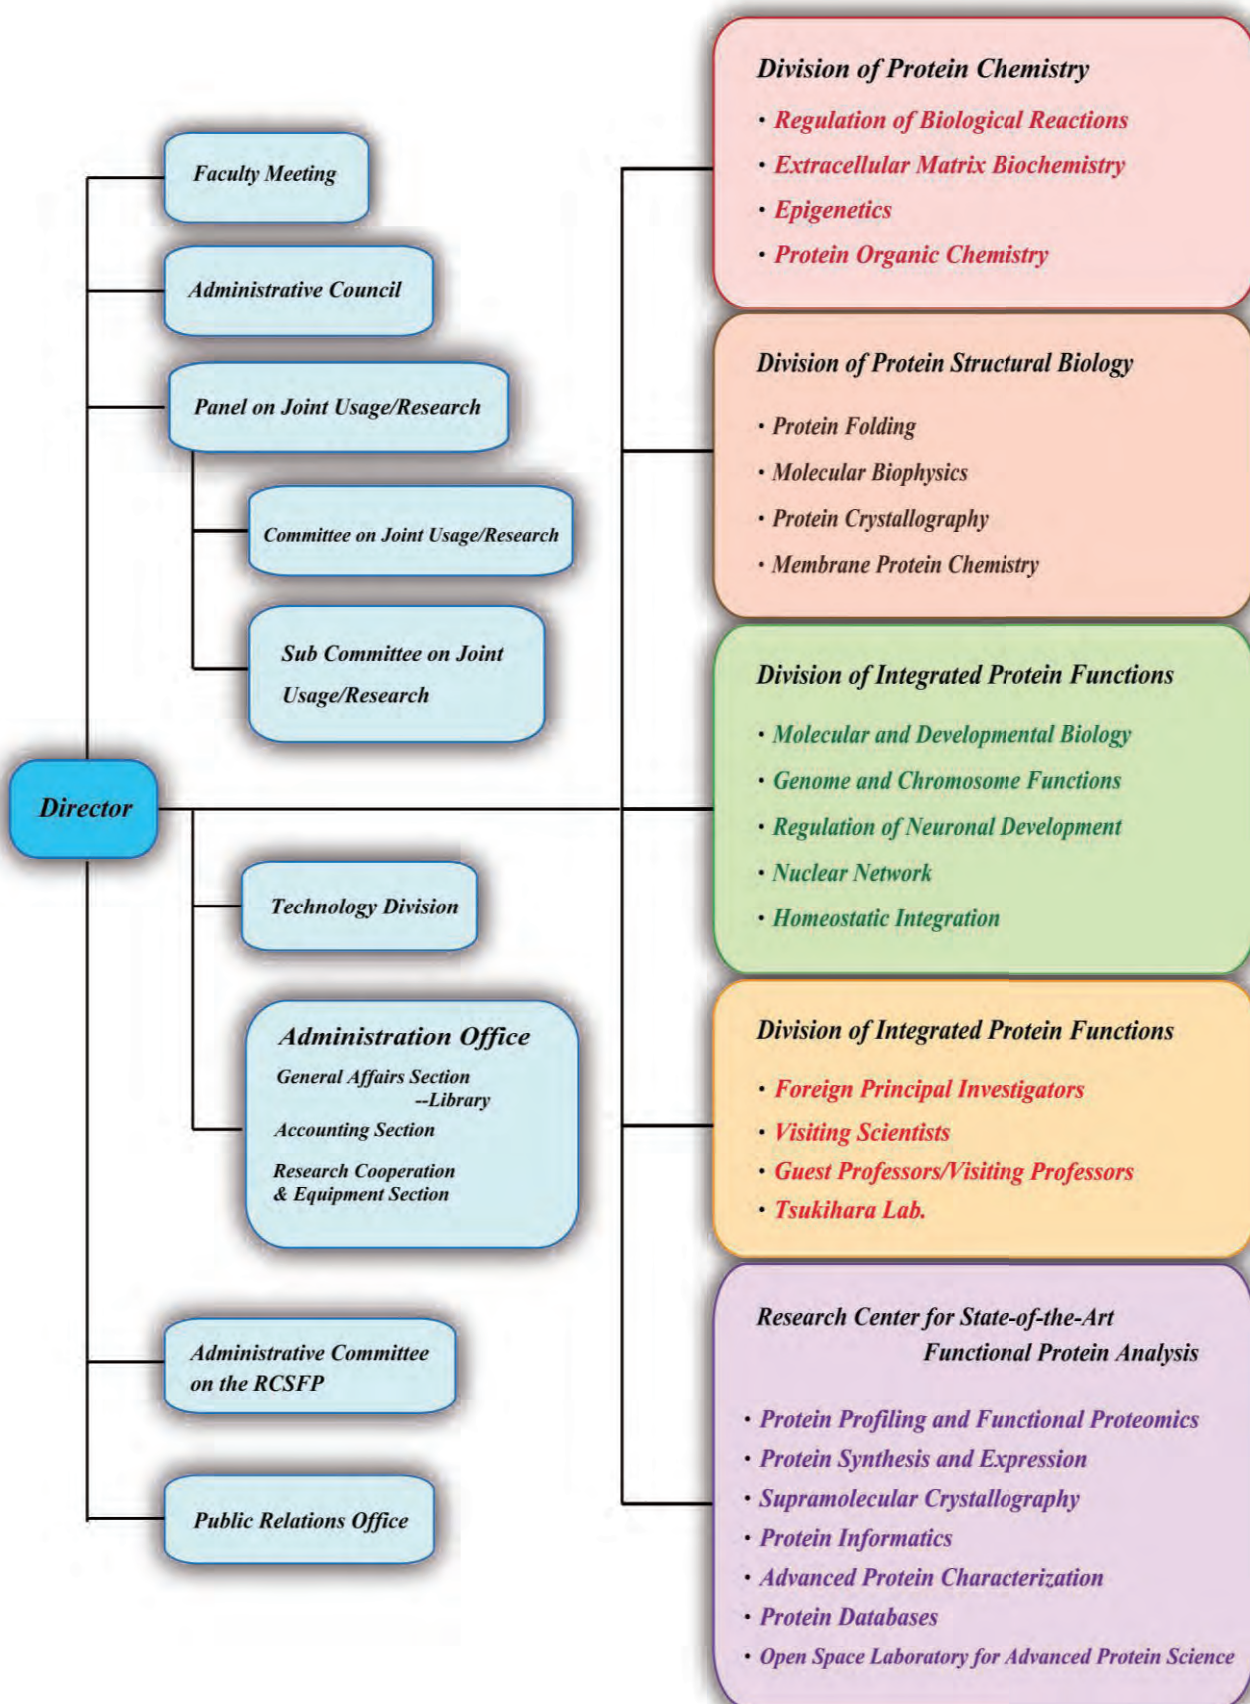 Faculty Meeting
Administrative Council
Panel on Joint Usage/Research
Committee on Joint Usage/Research
Sub Committee on Joint
Usage/Research
Director
Technology Division
Administration Office
General Affairs Section
--Library
Accounting Section
Research Cooperation
& Equipment Section
Administrative Committee
on the RCSFP
Public Relations Office
Division of Protein Chemistry
・Regulation of Biological Reactions
・Extracellular Matrix Biochemistry
・Epigenetics
・Protein Organic Chemistry
Division of Protein Structural Biology
・Protein Folding
・Molecular Biophysics
・Protein Crystallography
・Membrane Protein Chemistry
Division of Integrated Protein Functions
・Molecular and Developmental Biology
・Genome and Chromosome Functions
・Regulation of Neuronal Development
・Nuclear Network
・Homeostatic Integration
Division of Integrated Protein Functions
・Foreign Principal Investigators
・Visiting Scientists
・Guest Professors/Visiting Professors
・Tsukihara Lab.
Research Center for State-of-the-Art
Functional Protein Analysis
・Protein Profiling and Functional Proteomics
・Protein Synthesis and Expression
・Supramolecular Crystallography
・Protein Informatics
・Advanced Protein Characterization
・Protein Databases
・Open Space Laboratory for Advanced Protein Science